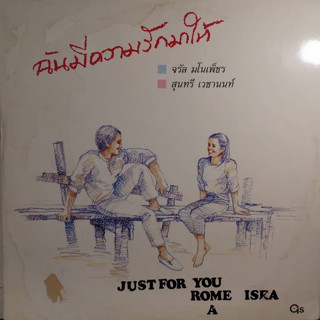 ฉันมีความรักมาให้
จรัล มโนเพ็ชร
สุนทรี เวชานนท์
JUST FOR YOU
ROME ISRA
A
QS